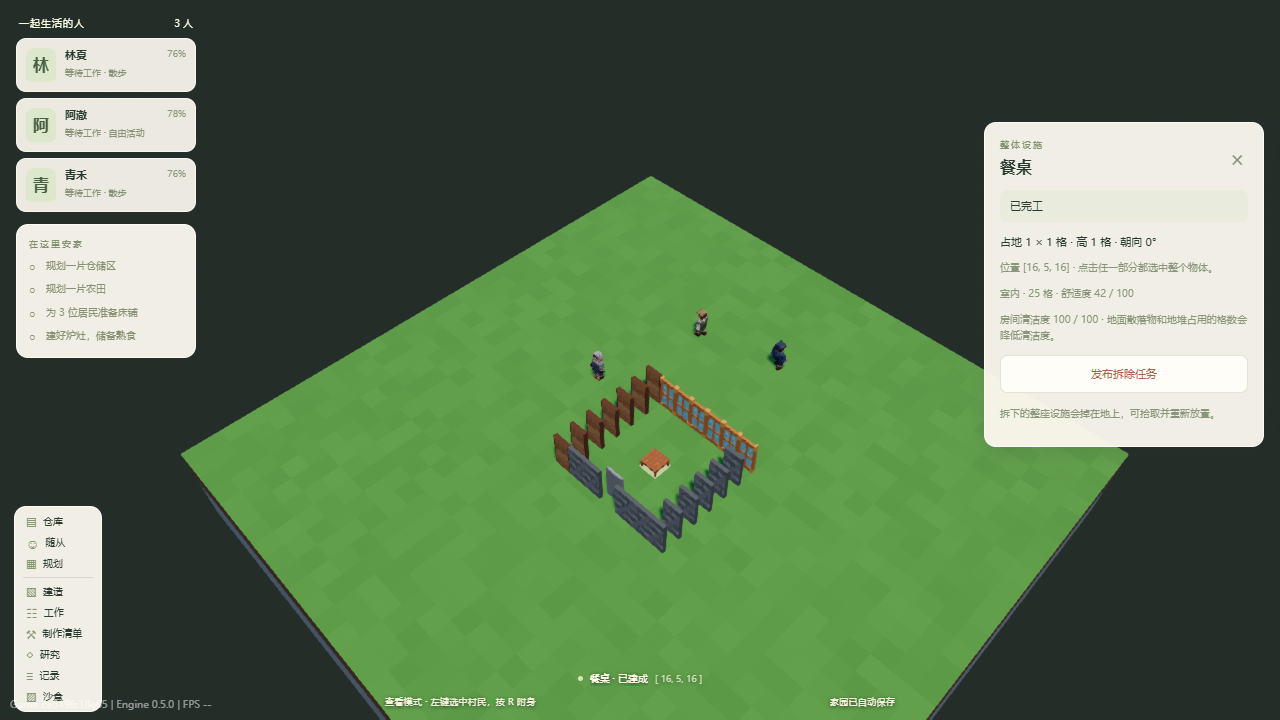 一起生活的人 3 人
林
林夏 76%
等待工作 · 散步
阿
阿澈 78%
等待工作 · 自由活动
青
青禾 76%
等待工作 · 散步
在这里安家
规划一片仓储区
规划一片农田
为 3 位居民准备床铺
建好炉灶，储备熟食
整体设施
餐桌
已完工
占地 1 × 1 格 · 高 1 格 · 朝向 0°
位置 [16, 5, 16] · 点击任一部分都选中整个物体。
室内 · 25 格 · 舒适度 42 / 100
房间清洁度 100 / 100 · 地面散落物和地堆占用的格数会
降低清洁度。
发布拆除任务
拆下的整座设施会掉在地上，可拾取并重新放置。
仓库
随从
规划
建造
工作
制作清单
研究
记录
沙盒
5 | Engine 0.5.0 | FPS --
餐桌 · 已建成 [ 16, 5, 16 ]
查看模式 · 左键选中村民，按 R 附身
家园已自动保存